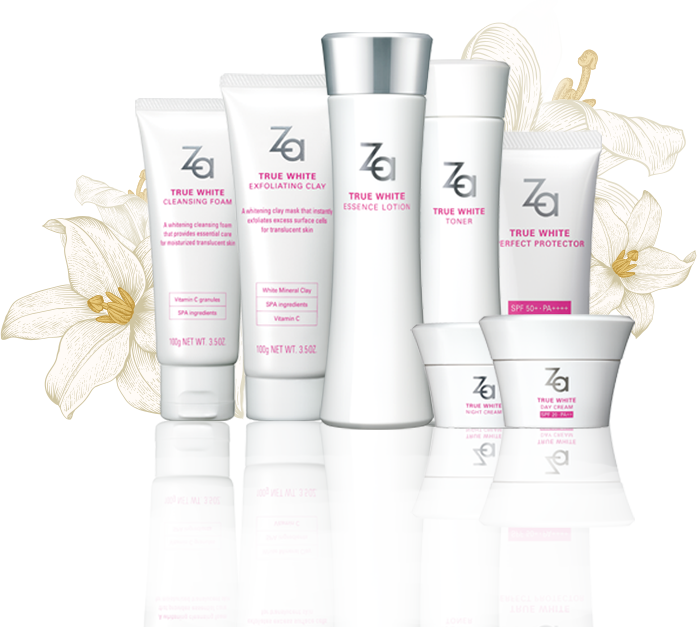 Za
TRUE WHITE
CLEANSING FOAM
A whitening cleansing foam
that provides essential care
for moisturized translucent skin
Vitamin C granules
SPA ingredients
100g NET WT. 3.5OZ.
Za
TRUE WHITE
EXFOLIATING CLAY
A whitening clay mask that instantly
exfoliates excess surface cells
for translucent skin
White Mineral Clay
SPA ingredients
Vitamin C
100g NET WT. 3.5OZ.
Za
TRUE WHITE
ESSENCE LOTION
Za
TRUE WHITE
TONER
Za
TRUE WHITE
PERFECT PROTECTOR
SPF 50+·PA++++
Za
TRUE WHITE
NIGHT CREAM
Za
TRUE WHITE
DAY CREAM